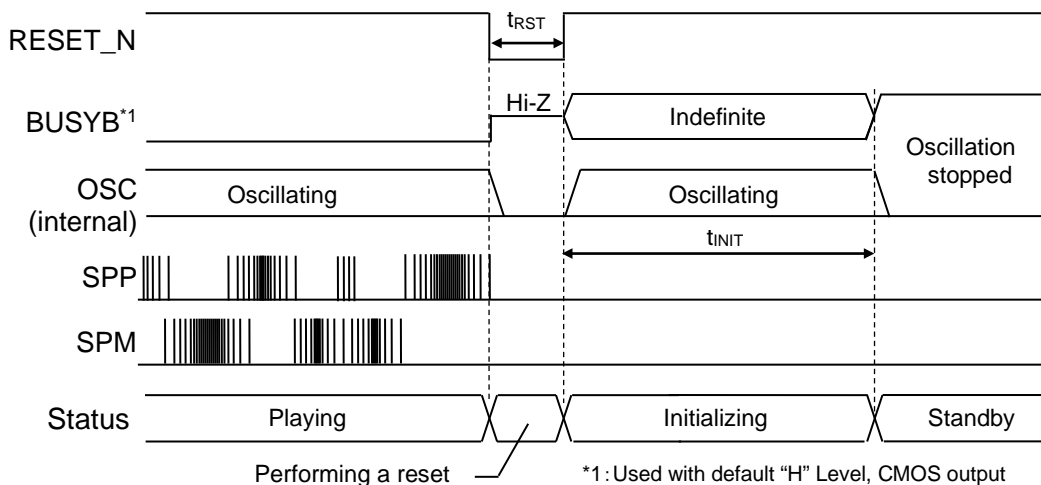 tRST
RESET_N
Hi-Z
BUSYB*1
Indefinite
Oscillation
stopped
OSC
(internal)
Oscillating
Oscillating
tINIT
SPP
SPM
Status
Playing
Initializing
Standby
Performing a reset
*1:Used with default “H” Level, CMOS output